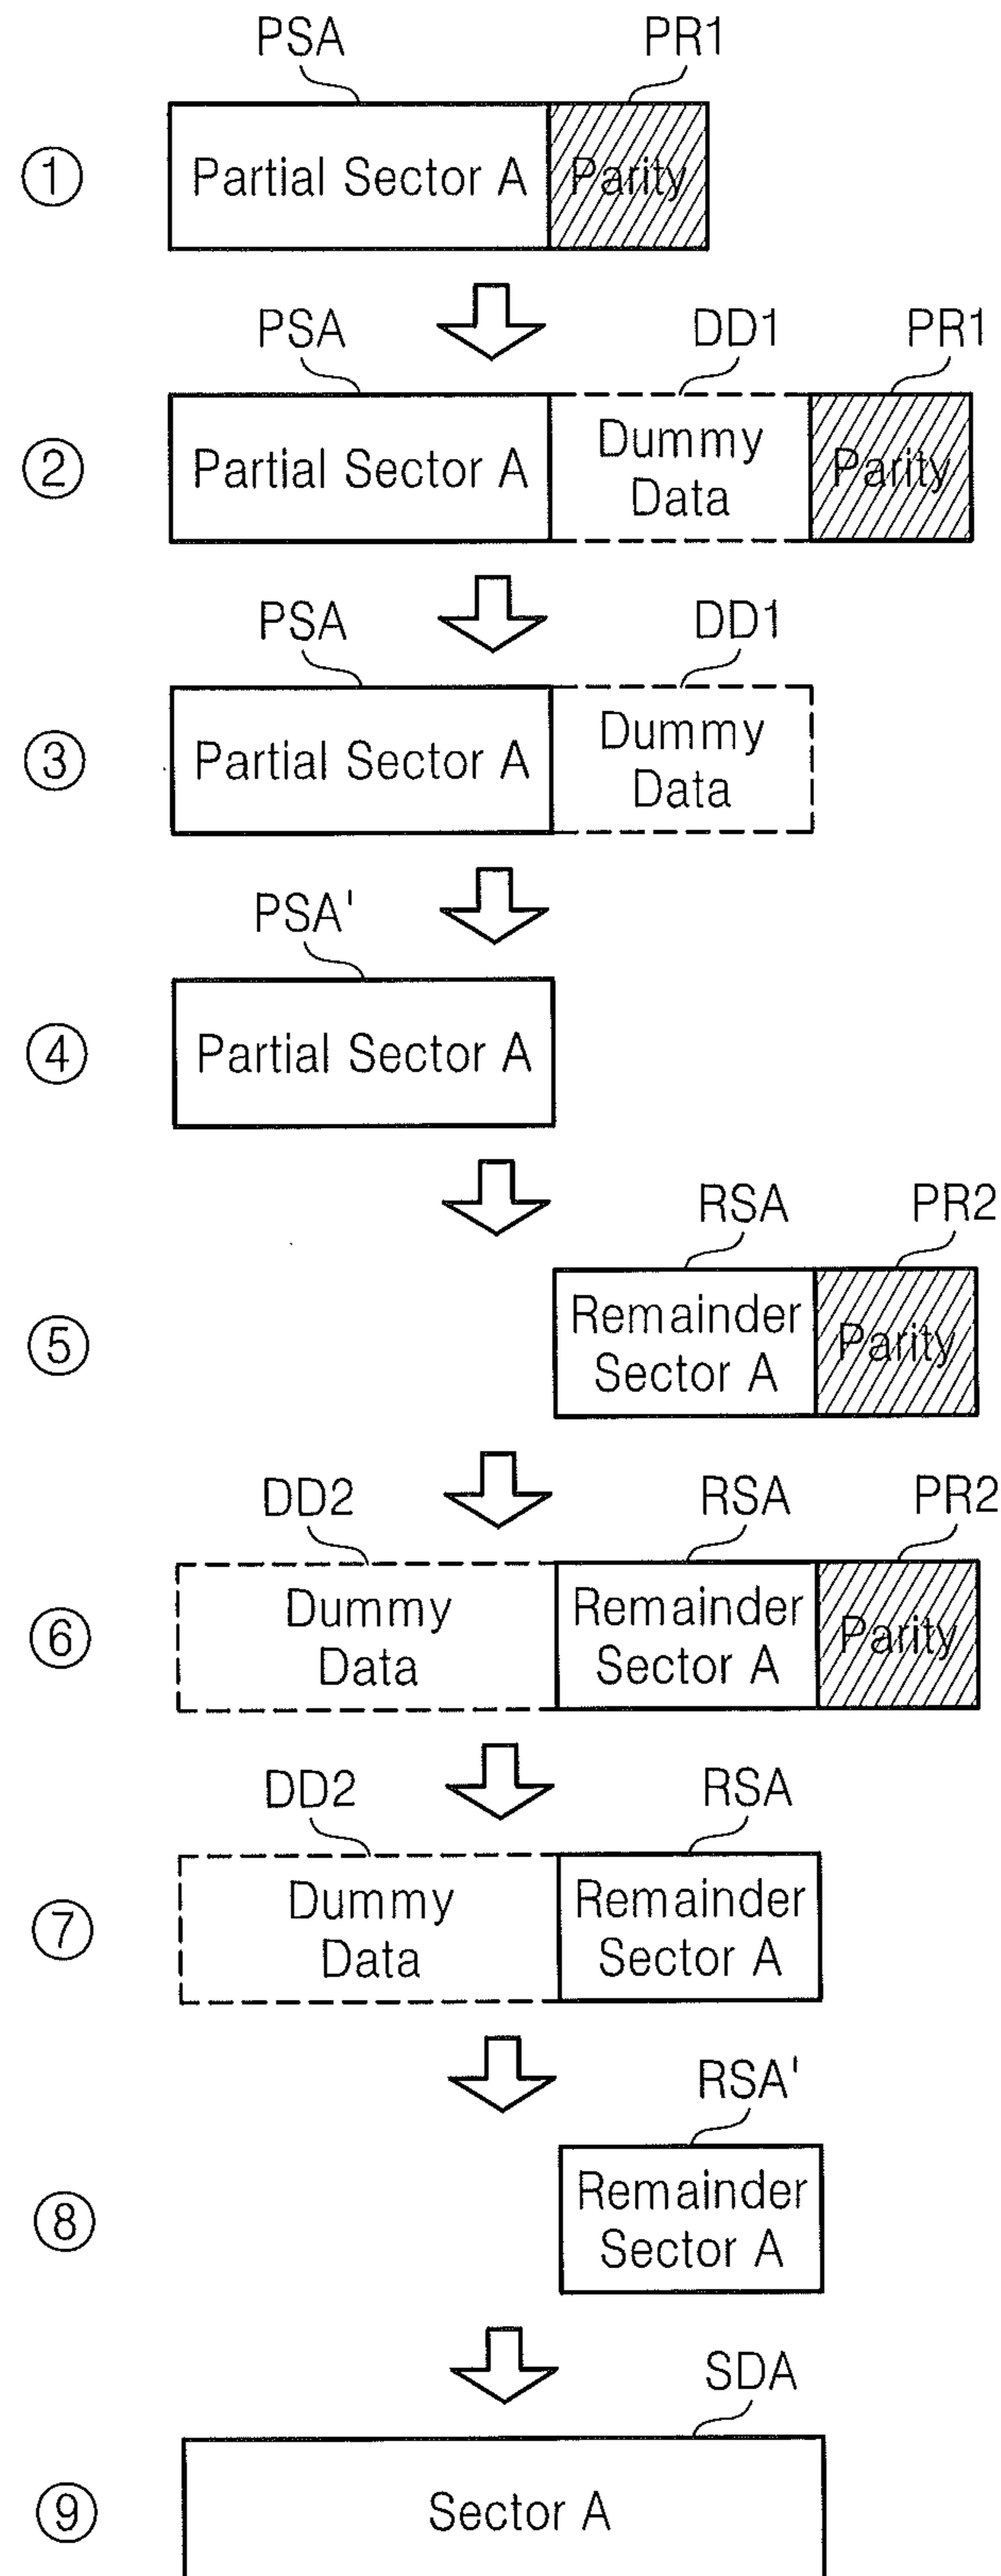 PSA PR1
① Partial Sector A Parity
PSA DD1 PR1
② Partial Sector A Dummy Data Parity
PSA DD1
③ Partial Sector A Dummy Data
PSA'
④ Partial Sector A
RSA PR2
⑤ Remainder Sector A Parity
DD2 RSA PR2
⑥ Dummy Data Remainder Sector A Parity
DD2 RSA
⑦ Dummy Data Remainder Sector A
RSA'
⑧ Remainder Sector A
SDA
⑨ Sector A